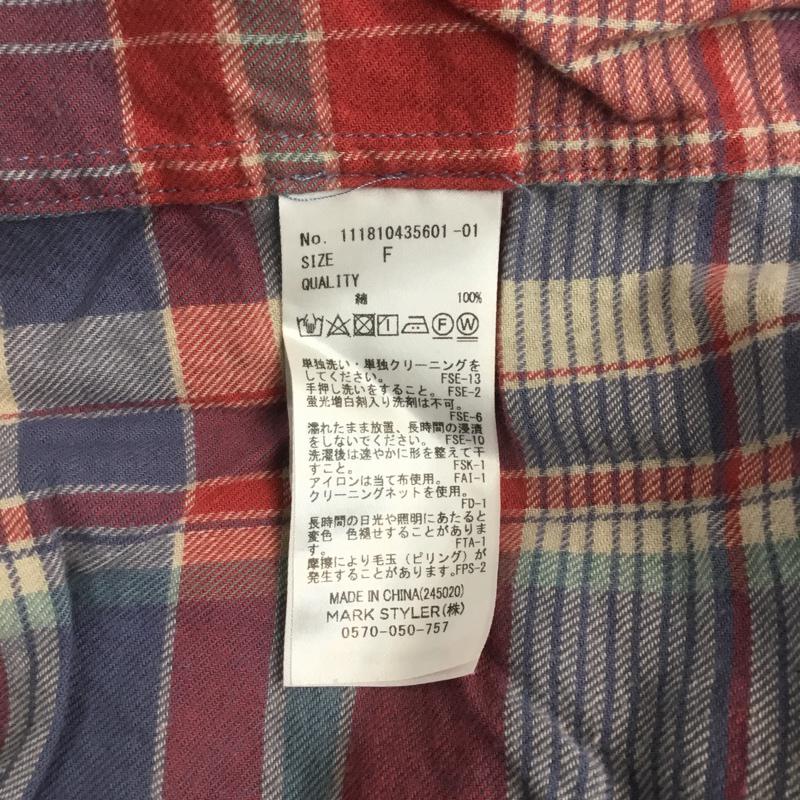 No. 111810435601-01
SIZE F
QUALITY
綿 100%
F W
単独洗い・単独クリーニングを
してください。 FSE-13
手押し洗いをすること。 FSE-2
蛍光増白剤入り洗剤は不可。
FSE-6
濡れたまま放置、長時間の浸漬
をしないでください。 FSE-10
洗濯後は速やかに形を整えて干
すこと。 FSK-1
アイロンは当て布使用。 FAI-1
クリーニングネットを使用。
FD-1
長時間の日光や照明にあたると
変色 色褪せすることがありま
す。 FTA-1
摩擦により毛玉（ピリング）が
発生することがあります。FPS-2
MADE IN CHINA(245020)
MARK STYLER(株)
0570-050-757